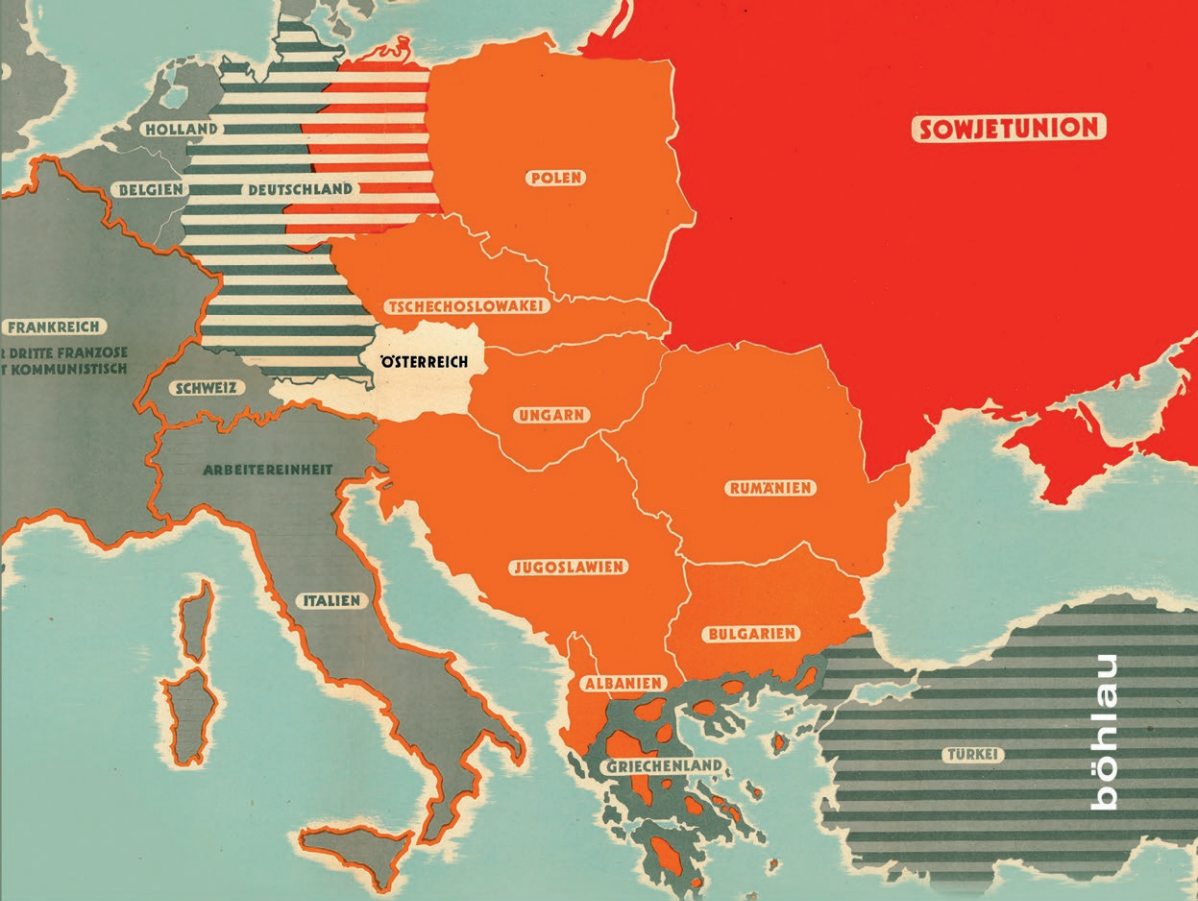 SOWJETUNION
HOLLAND
POLEN
BELGIEN
DEUTSCHLAND
TSCHECHOSLOWAKEI
FRANKREICH
DRITTE FRANZOSE
KOMMUNISTISCH
ÖSTERREICH
SCHWEIZ
UNGARN
ARBEITEREINHEIT
RUMÄNIEN
JUGOSLAWIEN
ITALIEN
BULGARIEN
ALBANIEN
GRIECHENLAND
TÜRKEI
böhlau